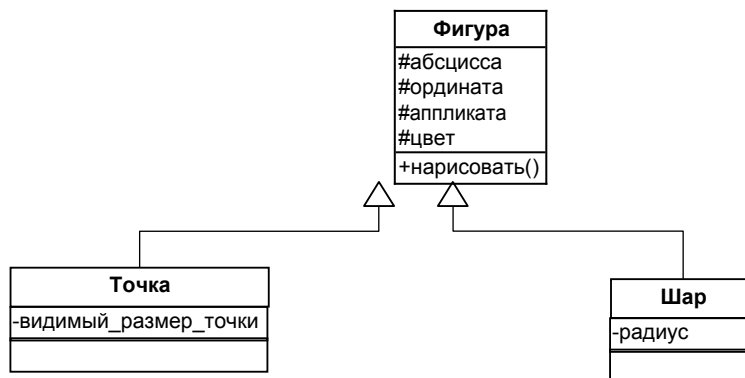 Фигура
#абсцисса
#ордината
#аппликата
#цвет
+нарисовать()
Точка
-видимый_размер_точки
Шар
-радиус